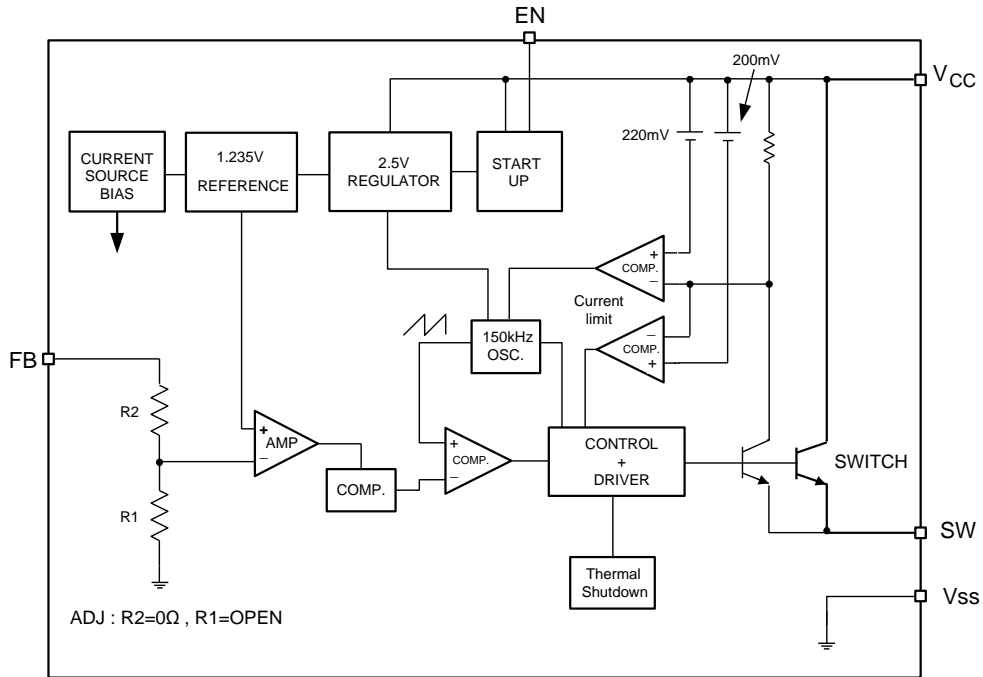 EN
200mV
VCC
220mV
CURRENT
SOURCE
BIAS
1.235V
REFERENCE
2.5V
REGULATOR
START
UP
+
COMP.
−
Current
limit
−
COMP.
+
150kHz
OSC.
FB
R2
+
AMP
−
+
COMP.
−
CONTROL
+
DRIVER
SWITCH
COMP.
R1
SW
Thermal
Shutdown
Vss
ADJ : R2=0Ω , R1=OPEN